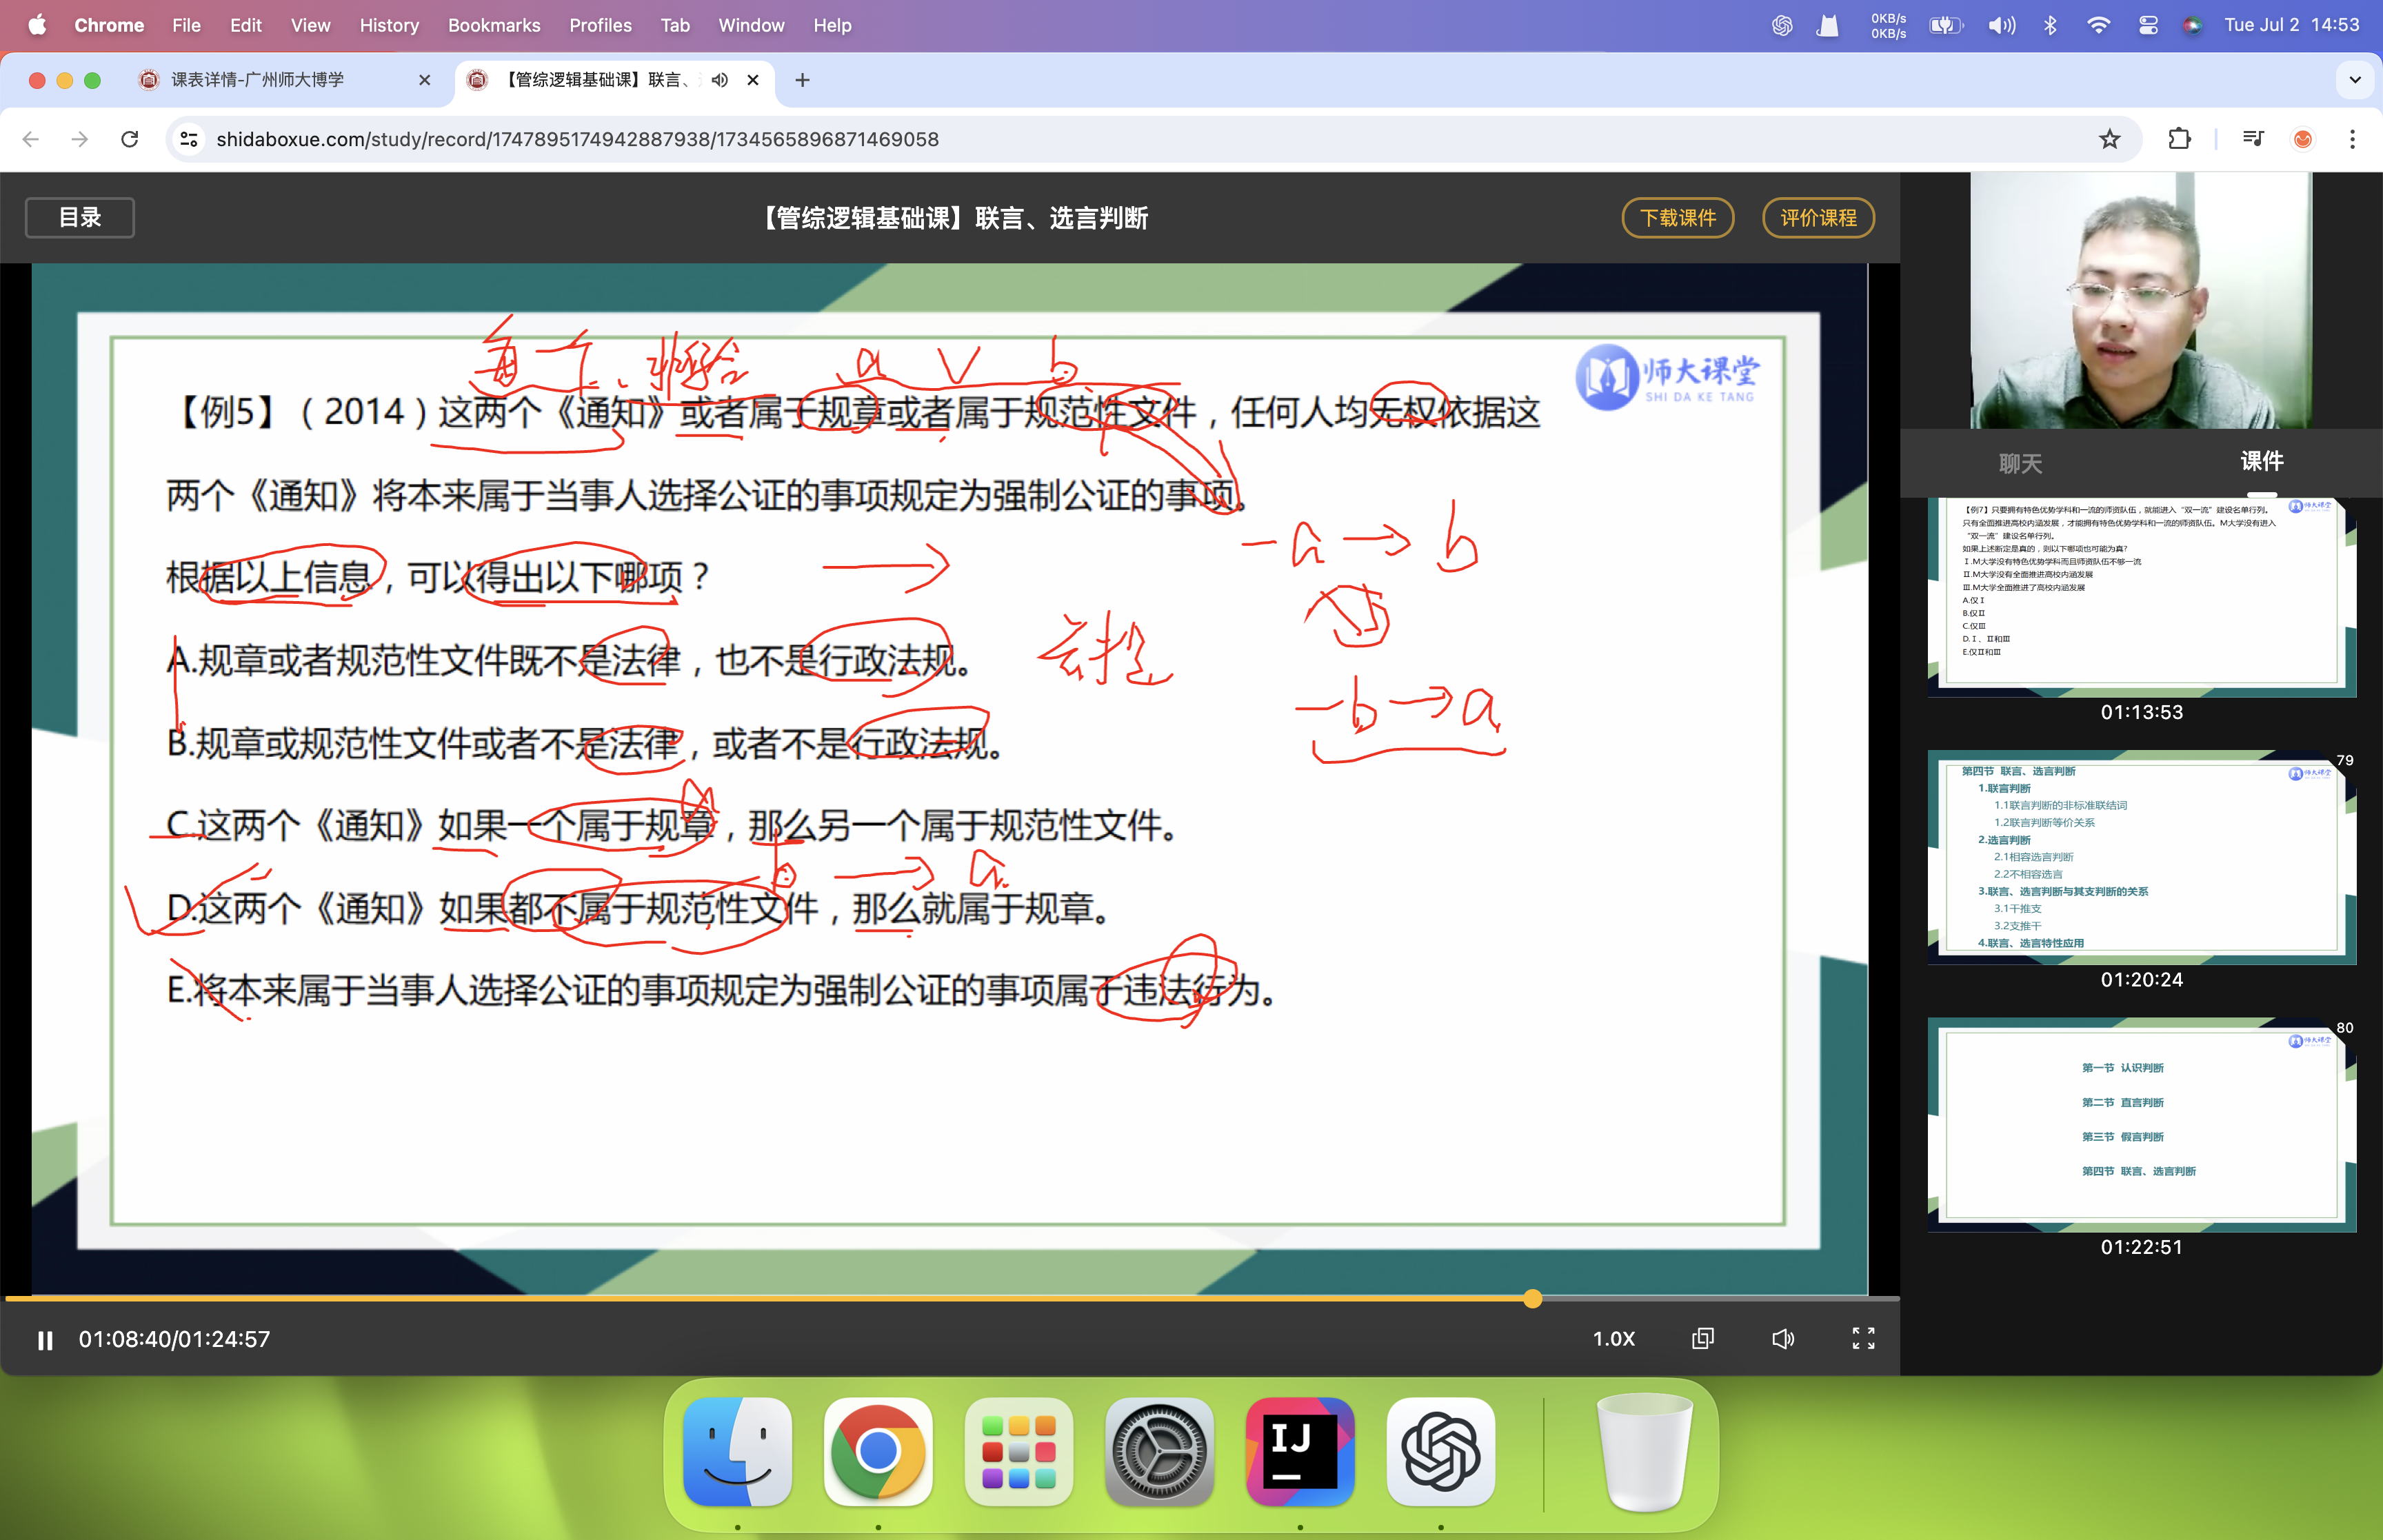 Chrome File Edit View History Bookmarks Profiles Tab Window Help 0KB/s 0KB/s Tue Jul 2 14:53
课表详情-广州师大博学
【管综逻辑基础课】联言、
shidaboxue.com/study/record/1747895174942887938/1734565896871469058
目录
【管综逻辑基础课】联言、选言判断
下载课件
评价课程
师大课堂
SHI DA KE TANG
a ∨ b
【例5】（2014）这两个《通知》或者属于规章或者属于规范性文件，任何人均无权依据这
两个《通知》将本来属于当事人选择公证的事项规定为强制公证的事项。
¬a → b
根据以上信息，可以得出以下哪项？
→
A.规章或者规范性文件既不是法律，也不是行政法规。
¬b → a
B.规章或规范性文件或者不是法律，或者不是行政法规。
C.这两个《通知》如果一个属于规章，那么另一个属于规范性文件。
b → a
D.这两个《通知》如果都不属于规范性文件，那么就属于规章。
E.将本来属于当事人选择公证的事项规定为强制公证的事项属于违法行为。
01:08:40/01:24:57
1.0X
聊天
课件
【例7】只要拥有特色优势学科和一流的师资队伍，就能进入“双一流”建设名单行列。
只有全面推进高校内涵发展，才能拥有特色优势学科和一流的师资队伍。M大学没有进入
“双一流”建设名单行列。
如果上述断定是真的，则以下哪项也可能为真?
Ⅰ.M大学没有特色优势学科而且师资队伍不够一流
Ⅱ.M大学没有全面推进高校内涵发展
Ⅲ.M大学全面推进了高校内涵发展
A.仅Ⅰ
B.仅Ⅱ
C.仅Ⅲ
D.Ⅰ、Ⅱ和Ⅲ
E.仅Ⅱ和Ⅲ
师大课堂
01:13:53
79
第四节 联言、选言判断
师大课堂
1.联言判断
1.1联言判断的非标准联结词
1.2联言判断等价关系
2.选言判断
2.1相容选言判断
2.2不相容选言
3.联言、选言判断与其支判断的关系
3.1干推支
3.2支推干
4.联言、选言特性应用
01:20:24
80
师大课堂
第一节 认识判断
第二节 直言判断
第三节 假言判断
第四节 联言、选言判断
01:22:51
IJ